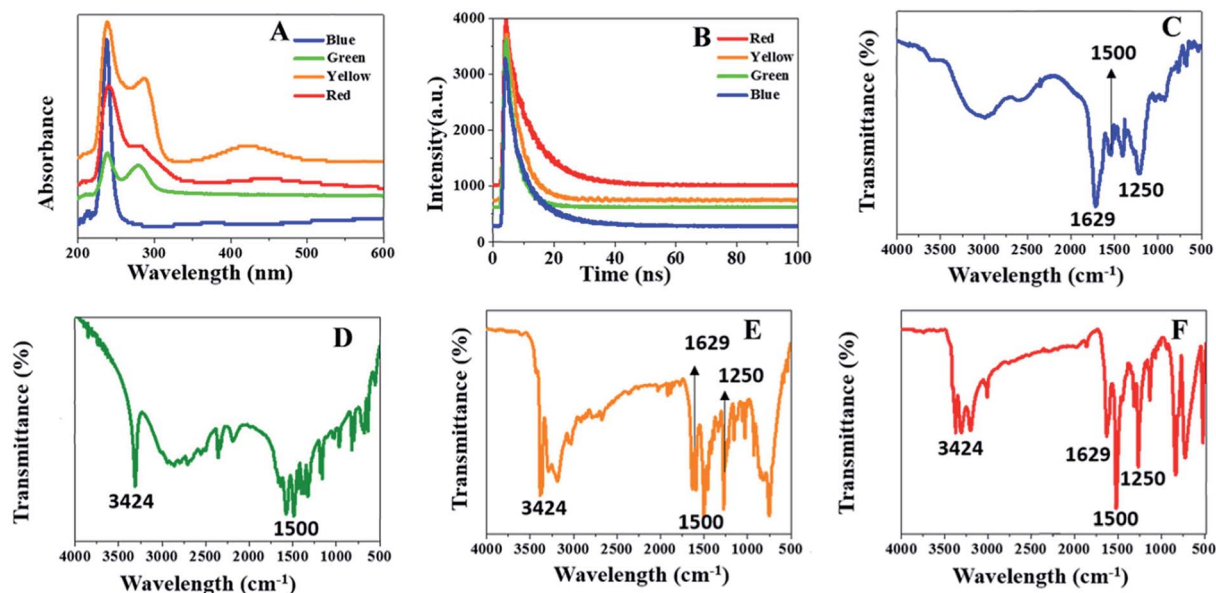 A
Blue
Green
Yellow
Red
Absorbance
200
300
400
500
600
Wavelength (nm)
B
Red
Yellow
Green
Blue
Intensity(a.u.)
4000
3000
2000
1000
0
0
20
40
60
80
100
Time (ns)
C
1500
1629
1250
Transmittance (%)
4000
3500
3000
2500
2000
1500
1000
500
Wavelength (cm-1)
D
3424
1500
Transmittance (%)
4000
3500
3000
2500
2000
1500
1000
500
Wavelength (cm-1)
E
1629
1250
3424
1500
Transmittance (%)
4000
3500
3000
2500
2000
1500
1000
500
Wavelength (cm-1)
F
3424
1629
1250
1500
Transmittance (%)
4000
3500
3000
2500
2000
1500
1000
500
Wavelength (cm-1)